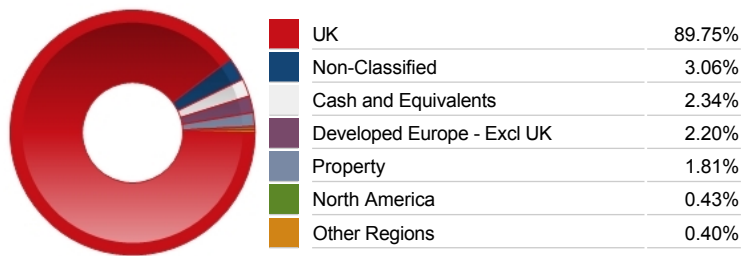 UK 89.75%
Non-Classified 3.06%
Cash and Equivalents 2.34%
Developed Europe - Excl UK 2.20%
Property 1.81%
North America 0.43%
Other Regions 0.40%